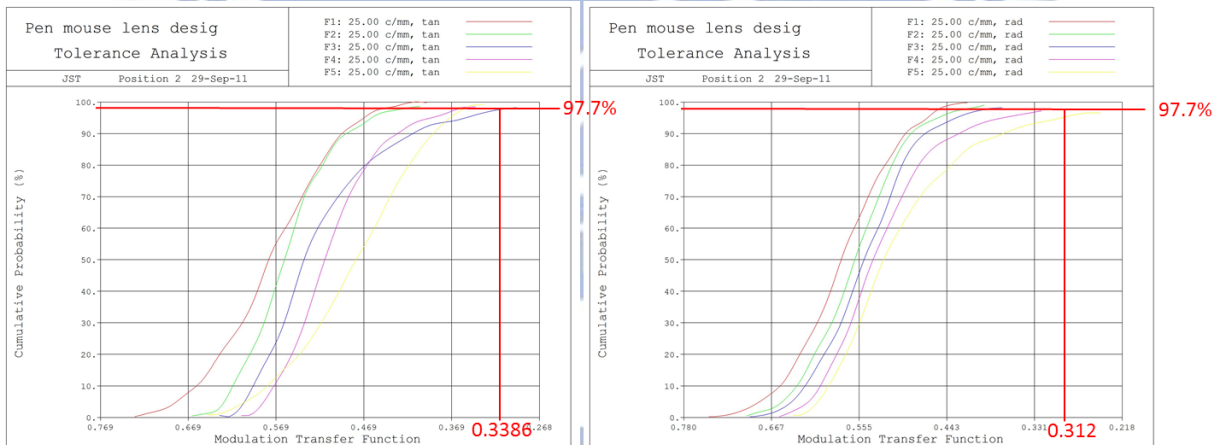 Pen mouse lens desig
Tolerance Analysis
JST Position 2 29-Sep-11
F1: 25.00 c/mm, tan
F2: 25.00 c/mm, tan
F3: 25.00 c/mm, tan
F4: 25.00 c/mm, tan
F5: 25.00 c/mm, tan
Cumulative Probability (%)
100.
90.
80.
70.
60.
50.
40.
30.
20.
10.
0.
97.7%
0.769 0.669 0.569 0.469 0.369 0.268
0.3386
Modulation Transfer Function
Pen mouse lens desig
Tolerance Analysis
JST Position 2 29-Sep-11
F1: 25.00 c/mm, rad
F2: 25.00 c/mm, rad
F3: 25.00 c/mm, rad
F4: 25.00 c/mm, rad
F5: 25.00 c/mm, rad
Cumulative Probability (%)
100.
90.
80.
70.
60.
50.
40.
30.
20.
10.
0.
97.7%
0.780 0.667 0.555 0.443 0.331 0.218
0.312
Modulation Transfer Function